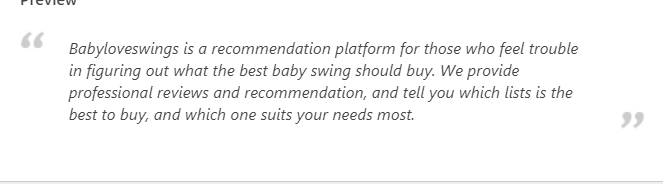 Preview
“ Babyloveswings is a recommendation platform for those who feel trouble
in figuring out what the best baby swing should buy. We provide
professional reviews and recommendation, and tell you which lists is the
best to buy, and which one suits your needs most. ”